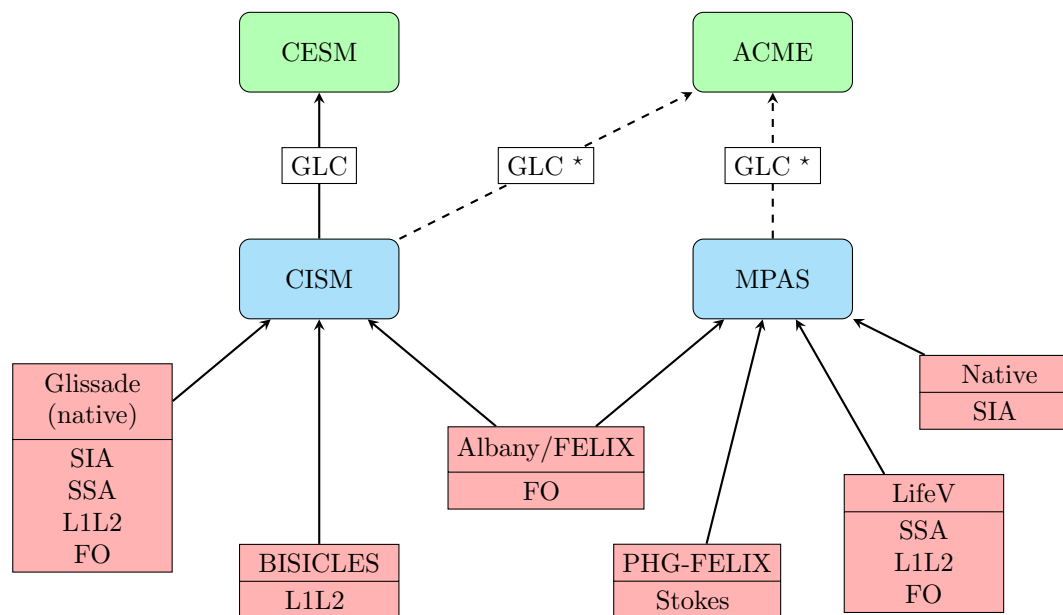 CESM
ACME
GLC
GLC *
GLC *
CISM
MPAS
Glissade
(native)
SIA
SSA
L1L2
FO
BISICLES
L1L2
Albany/FELIX
FO
PHG-FELIX
Stokes
LifeV
SSA
L1L2
FO
Native
SIA